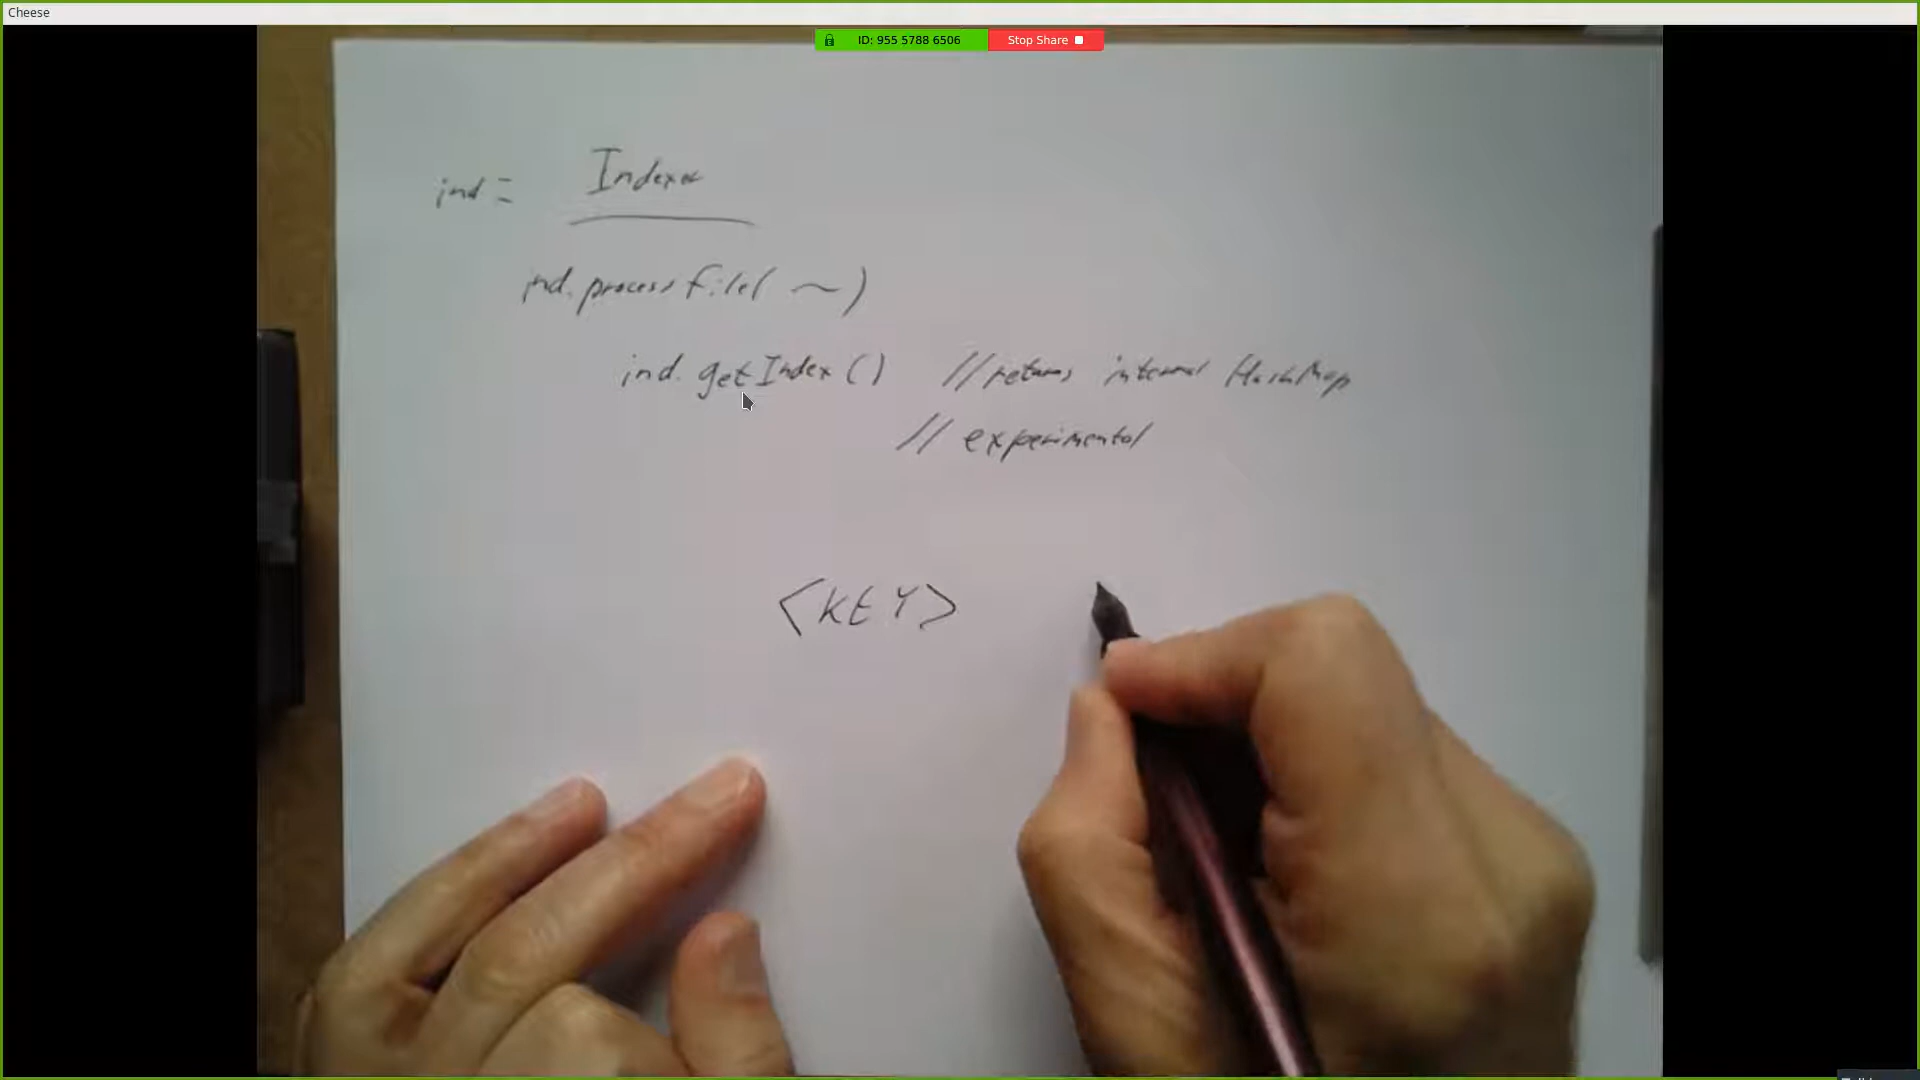 Cheese
ID: 955 5788 6506 Stop Share
ind = Indexer
ind.processFile( ~ )
ind.getIndex() //returns internal HashMap
// experimental
<KEY>